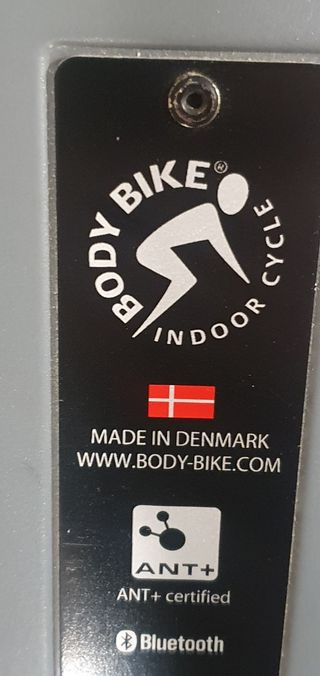 BODY BIKE®
INDOOR CYCLE
MADE IN DENMARK
WWW.BODY-BIKE.COM
ANT+
ANT+ certified
Bluetooth